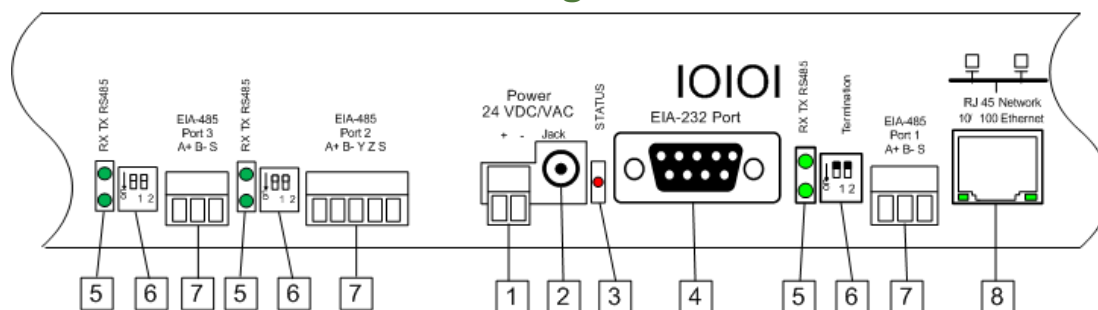 RX TX RS485
EIA-485
Port 3
A+ B- S
RX TX RS485
EIA-485
Port 2
A+ B- Y Z S
Power
24 VDC/VAC
+ -
Jack
STATUS
IOIOI
EIA-232 Port
RX TX RS485
Termination
EIA-485
Port 1
A+ B- S
RJ 45 Network
10/ 100 Ethernet
on
1 2
on
1 2
on
1 2
5 6 7 5 6 7 1 2 3 4 5 6 7 8